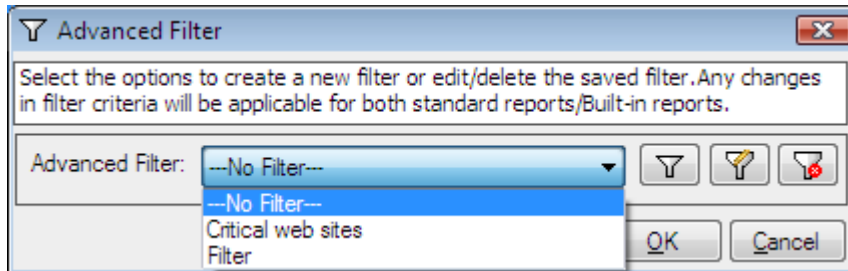 Advanced Filter
Select the options to create a new filter or edit/delete the saved filter.Any changes
in filter criteria will be applicable for both standard reports/Built-in reports.
Advanced Filter: ---No Filter---
---No Filter---
Critical web sites
Filter
OK Cancel